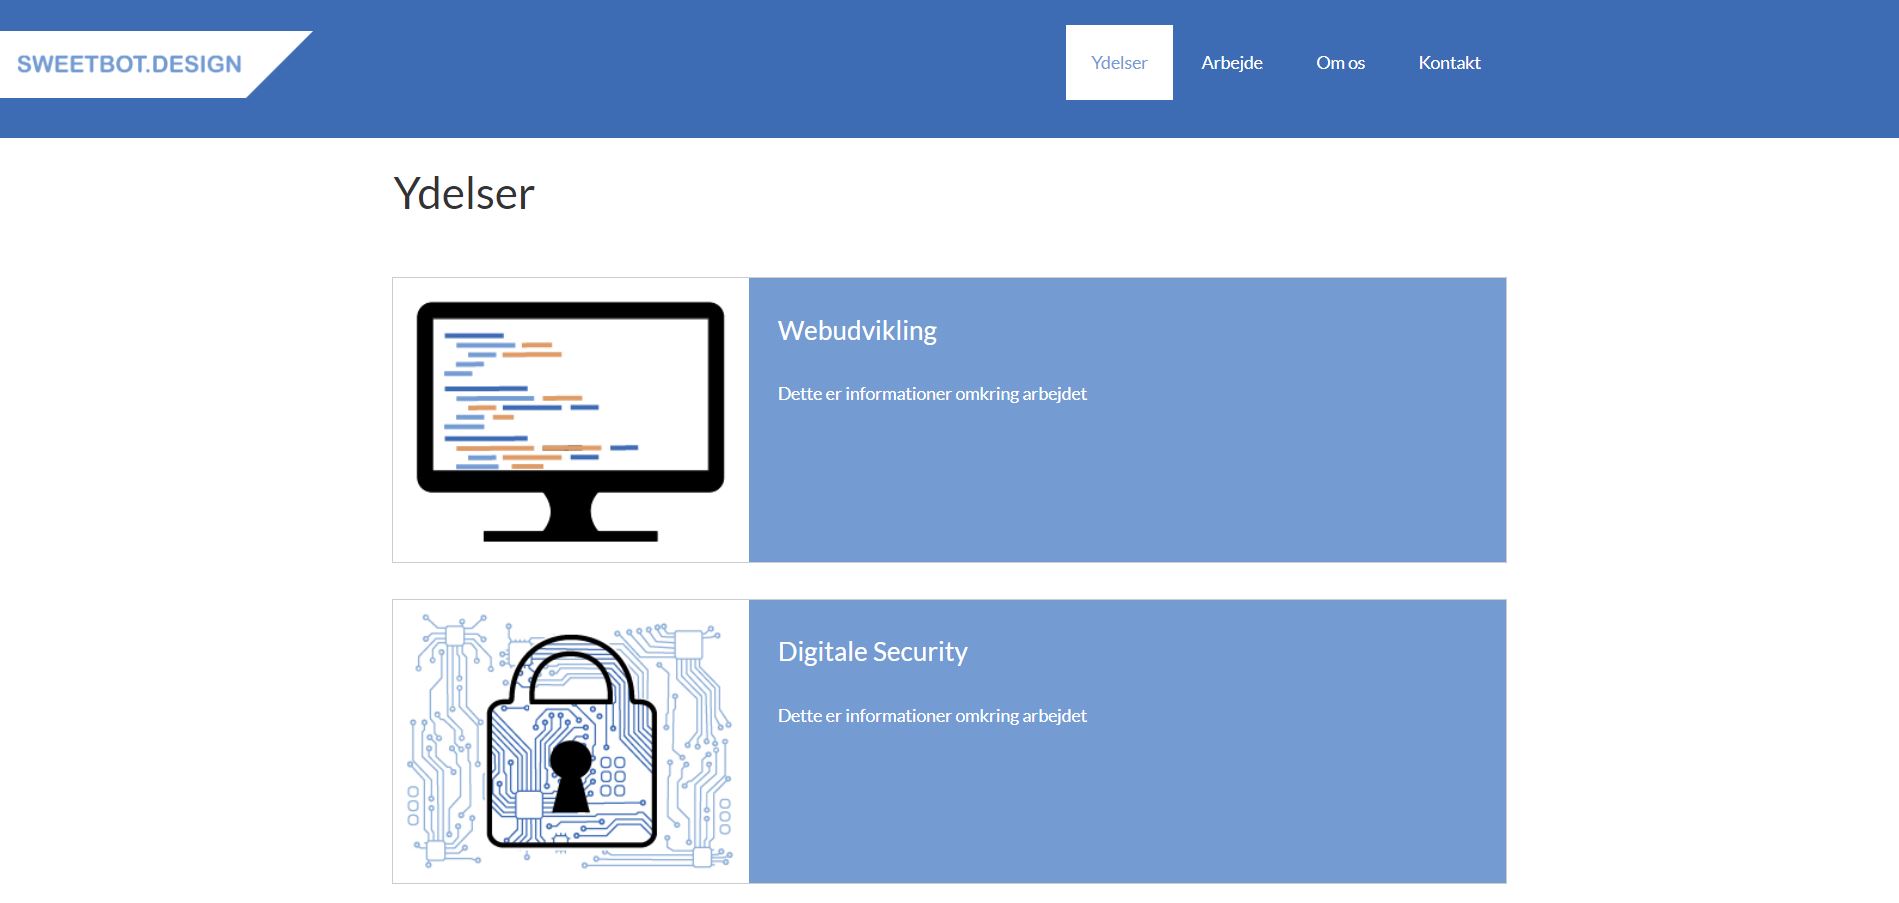 SWEETBOT.DESIGN
Ydelser Arbejde Om os Kontakt
Ydelser
Webudvikling
Dette er informationer omkring arbejdet
Digitale Security
Dette er informationer omkring arbejdet